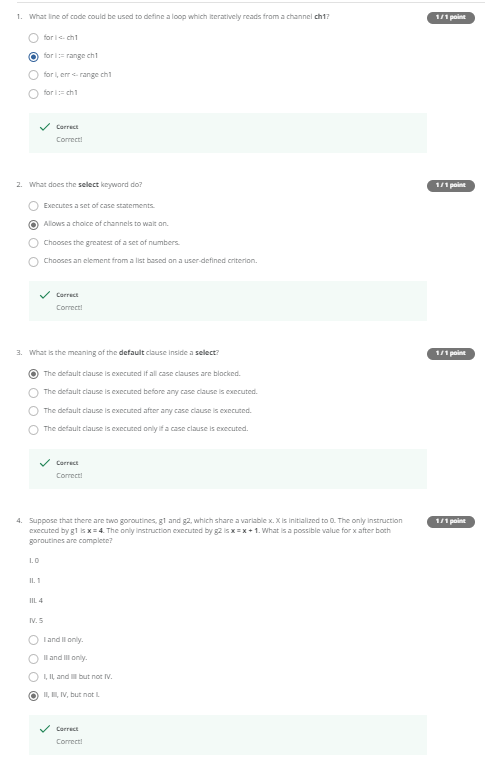 1. What line of code could be used to define a loop which iteratively reads from a channel ch1?
1 / 1 point
for i <- ch1
for i := range ch1
for i, err <- range ch1
for i := ch1
Correct
Correct!
2. What does the select keyword do?
1 / 1 point
Executes a set of case statements.
Allows a choice of channels to wait on.
Chooses the greatest of a set of numbers.
Chooses an element from a list based on a user-defined criterion.
Correct
Correct!
3. What is the meaning of the default clause inside a select?
1 / 1 point
The default clause is executed if all case clauses are blocked.
The default clause is executed before any case clause is executed.
The default clause is executed after any case clause is executed.
The default clause is executed only if a case clause is executed.
Correct
Correct!
4. Suppose that there are two goroutines, g1 and g2, which share a variable x. X is initialized to 0. The only instruction
executed by g1 is x = 4. The only instruction executed by g2 is x = x + 1. What is a possible value for x after both
goroutines are complete?
1 / 1 point
I. 0
II. 1
III. 4
IV. 5
I and II only.
II and III only.
I, II, and III but not IV.
II, III, IV, but not I.
Correct
Correct!